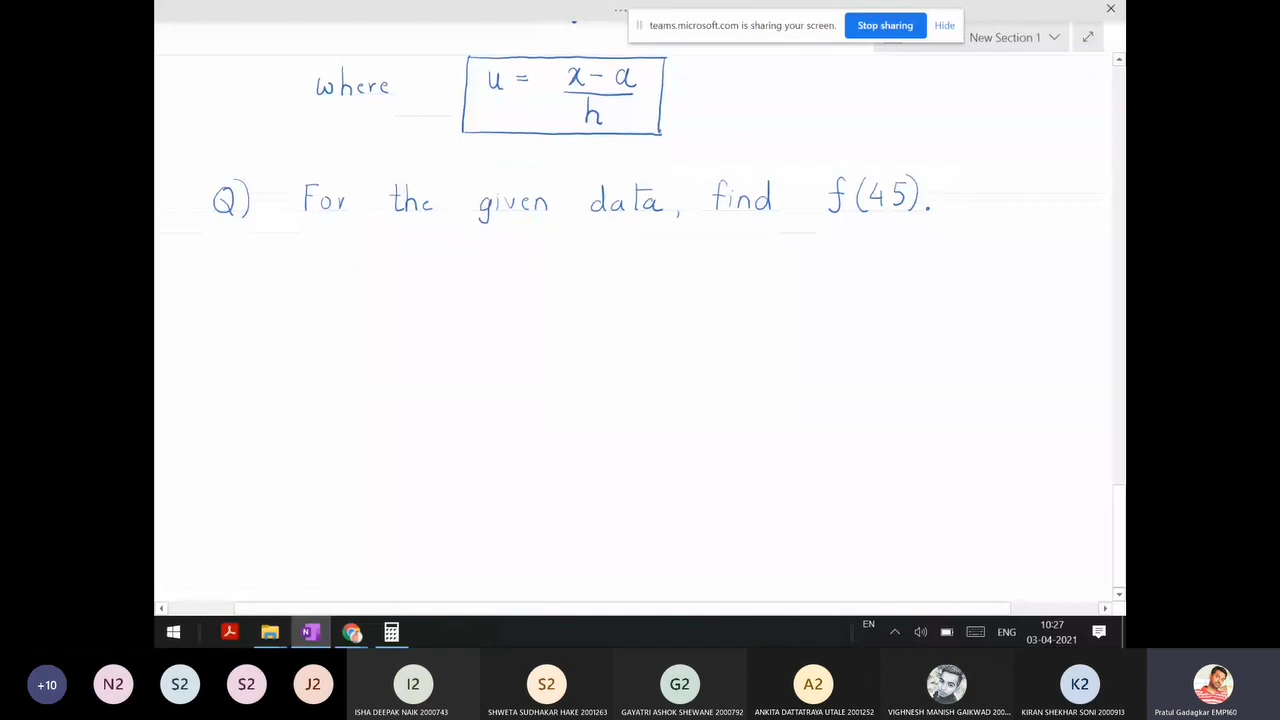 teams.microsoft.com is sharing your screen. Stop sharing Hide
New Section 1
where u = x - a / h
Q) For the given data, find f(45).
EN
ENG
10:27
03-04-2021
+10 N2 S2 S2 J2 I2 S2 G2 A2 K2
ISHA DEEPAK NAIK 2000743 SHWETA SUDHAKAR HAKE 2001263 GAYATRI ASHOK SHEWANE 2000792 ANKITA DATTATRAYA UTALE 2001252 VIGHNESH MANISH GAIKWAD 200... KIRAN SHEKHAR SONI 2000913 Pratul Gadagkar EMP160